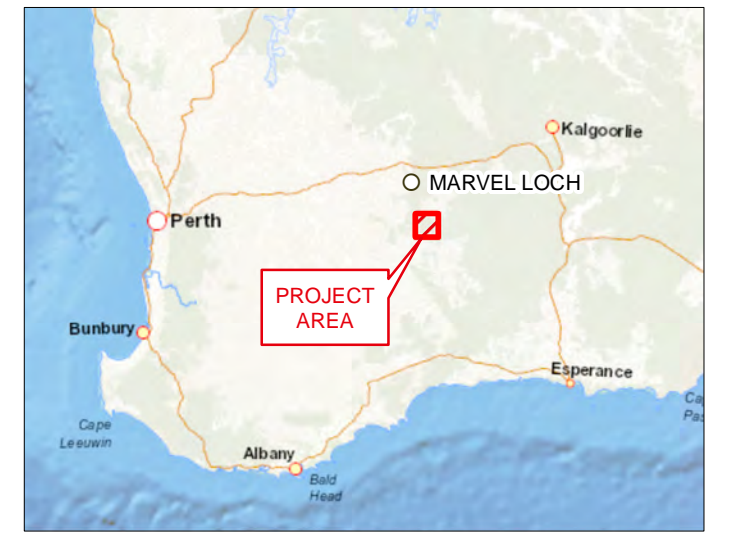 Kalgoorlie
MARVEL LOCH
Perth
PROJECT
AREA
Bunbury
Esperance
Cape
Leeuwin
Albany
Bald
Head